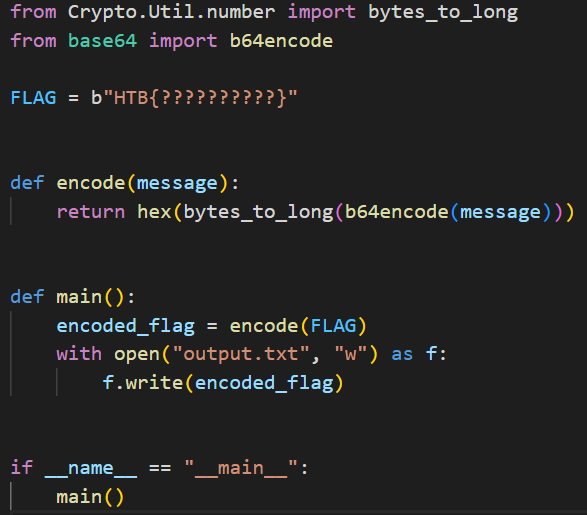 from Crypto.Util.number import bytes_to_long
from base64 import b64encode
FLAG = b"HTB{??????????}"
def encode(message):
    return hex(bytes_to_long(b64encode(message)))
def main():
    encoded_flag = encode(FLAG)
    with open("output.txt", "w") as f:
        f.write(encoded_flag)
if __name__ == "__main__":
    main()